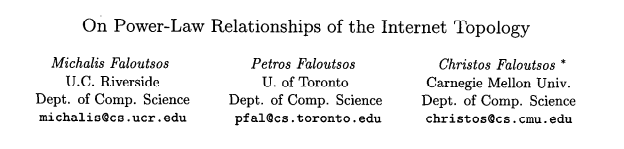 On Power-Law Relationships of the Internet Topology
Michalis Faloutsos Petros Faloutsos Christos Faloutsos *
U.C. Riverside U. of Toronto Carnegie Mellon Univ.
Dept. of Comp. Science Dept. of Comp. Science Dept. of Comp. Science
michalis@cs.ucr.edu pfal@cs.toronto.edu christos@cs.cmu.edu